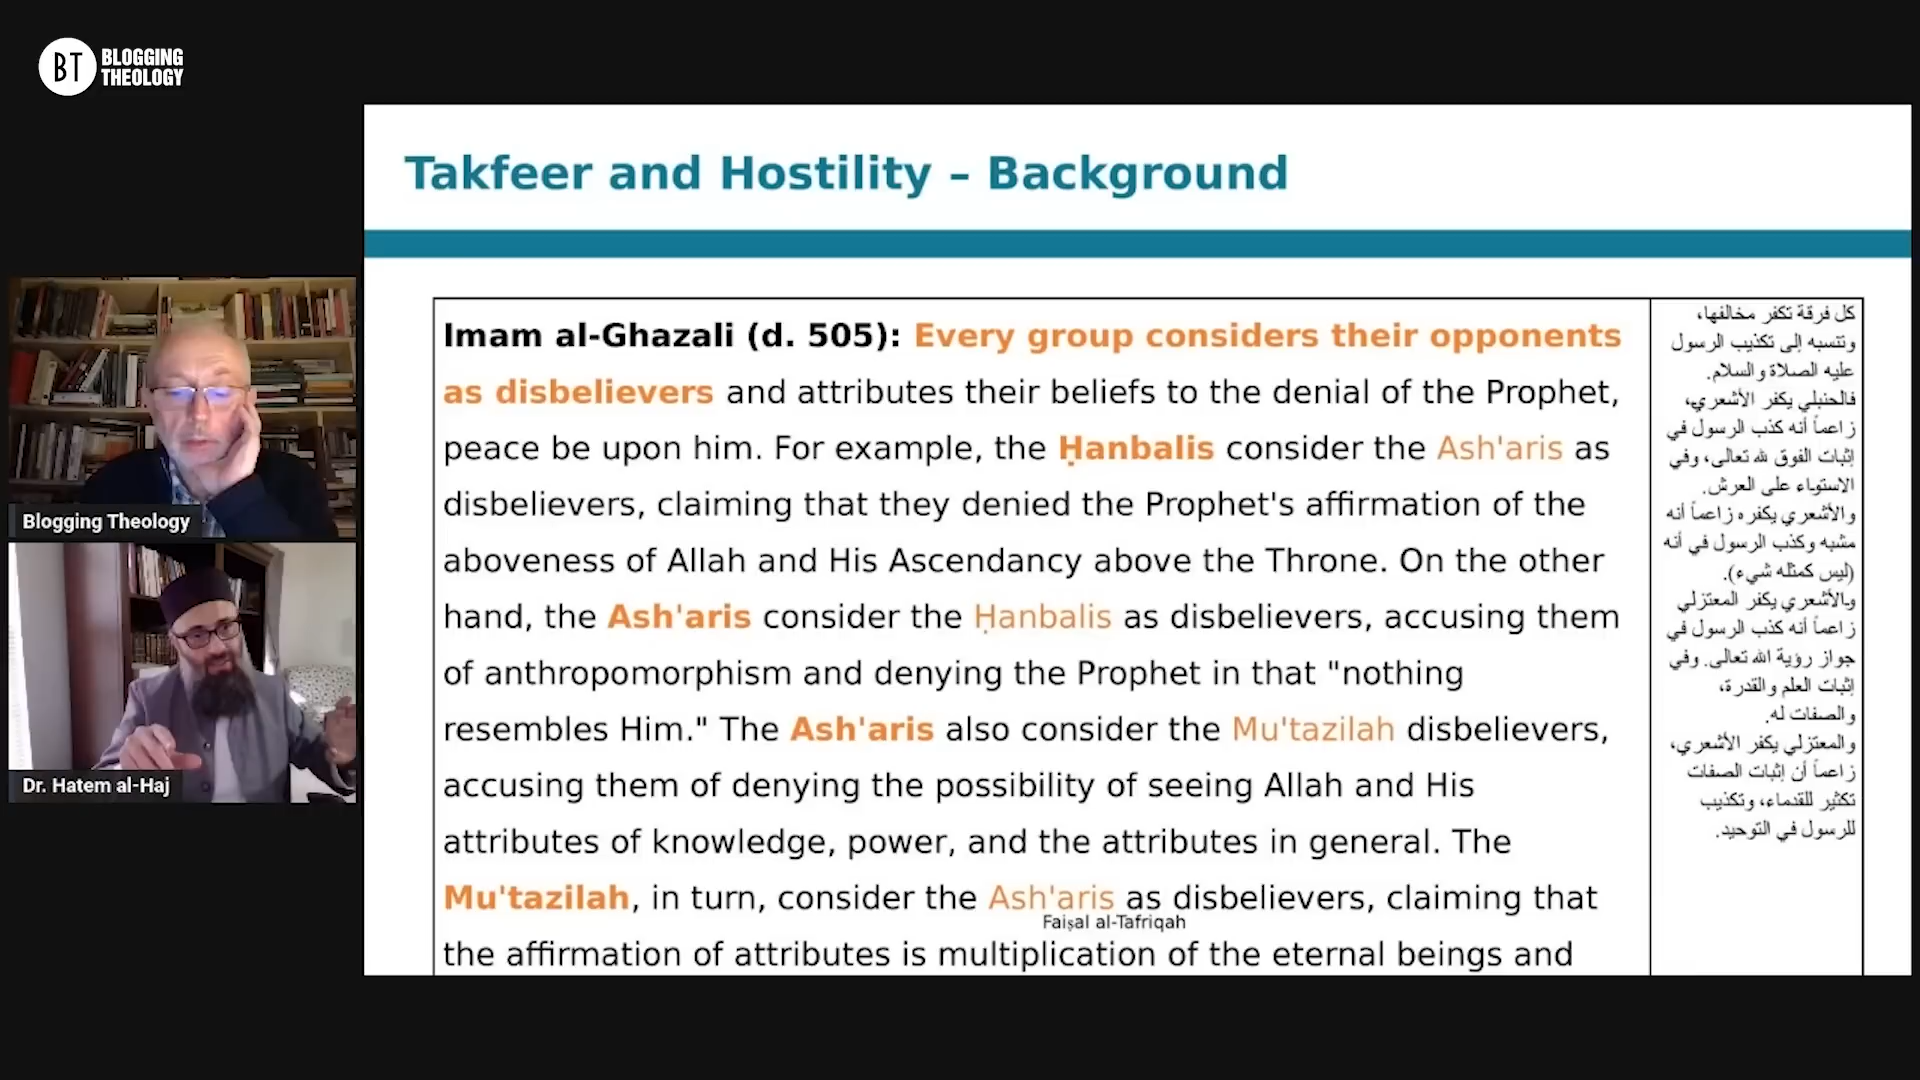 BT BLOGGING
THEOLOGY
Takfeer and Hostility – Background
Imam al-Ghazali (d. 505): Every group considers their opponents
as disbelievers and attributes their beliefs to the denial of the Prophet,
peace be upon him. For example, the Ḥanbalis consider the Ash'aris as
disbelievers, claiming that they denied the Prophet's affirmation of the
aboveness of Allah and His Ascendancy above the Throne. On the other
hand, the Ash'aris consider the Ḥanbalis as disbelievers, accusing them
of anthropomorphism and denying the Prophet in that "nothing
resembles Him." The Ash'aris also consider the Mu'tazilah disbelievers,
accusing them of denying the possibility of seeing Allah and His
attributes of knowledge, power, and the attributes in general. The
Mu'tazilah, in turn, consider the Ash'aris as disbelievers, claiming that
Faiṣal al-Tafriqah
the affirmation of attributes is multiplication of the eternal beings and
كل فرقة تكفر مخالفها،
وتنسبه إلى تكذيب الرسول
عليه الصلاة والسلام.
فالحنبلي يكفر الأشعري،
زاعماً أنه كذب الرسول في
إثبات الفوق لله تعالى، وفي
الاستواء على العرش.
والأشعري يكفره زاعماً أنه
مشبه وكذب الرسول في أنه
(ليس كمثله شيء).
والأشعري يكفر المعتزلي
زاعماً أنه كذب الرسول في
جواز رؤية الله تعالى. وفي
إثبات العلم والقدرة،
والصفات له.
والمعتزلي يكفر الأشعري،
زاعماً أن إثبات الصفات
تكثير للقدماء، وتكذيب
للرسول في التوحيد.
Blogging Theology
Dr. Hatem al-Haj